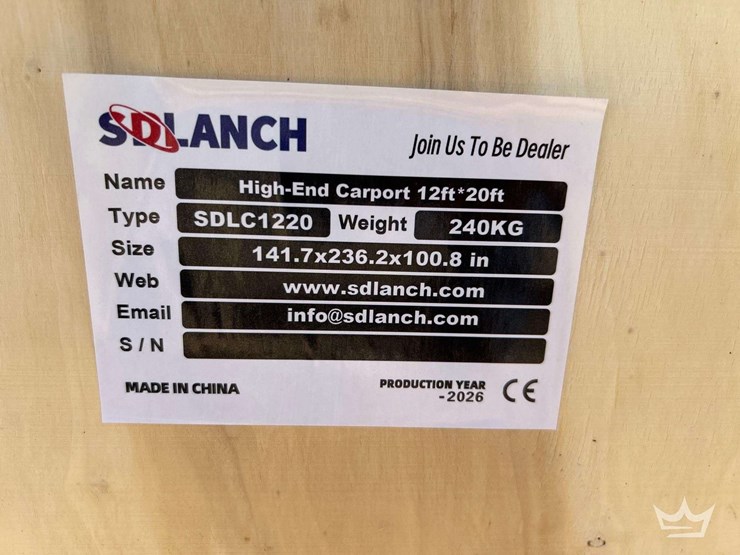 SDLANCH
Join Us To Be Dealer
Name High-End Carport 12ft*20ft
Type SDLC1220 Weight 240KG
Size 141.7x236.2x100.8 in
Web www.sdlanch.com
Email info@sdlanch.com
S / N
MADE IN CHINA
PRODUCTION YEAR
-2026
CE